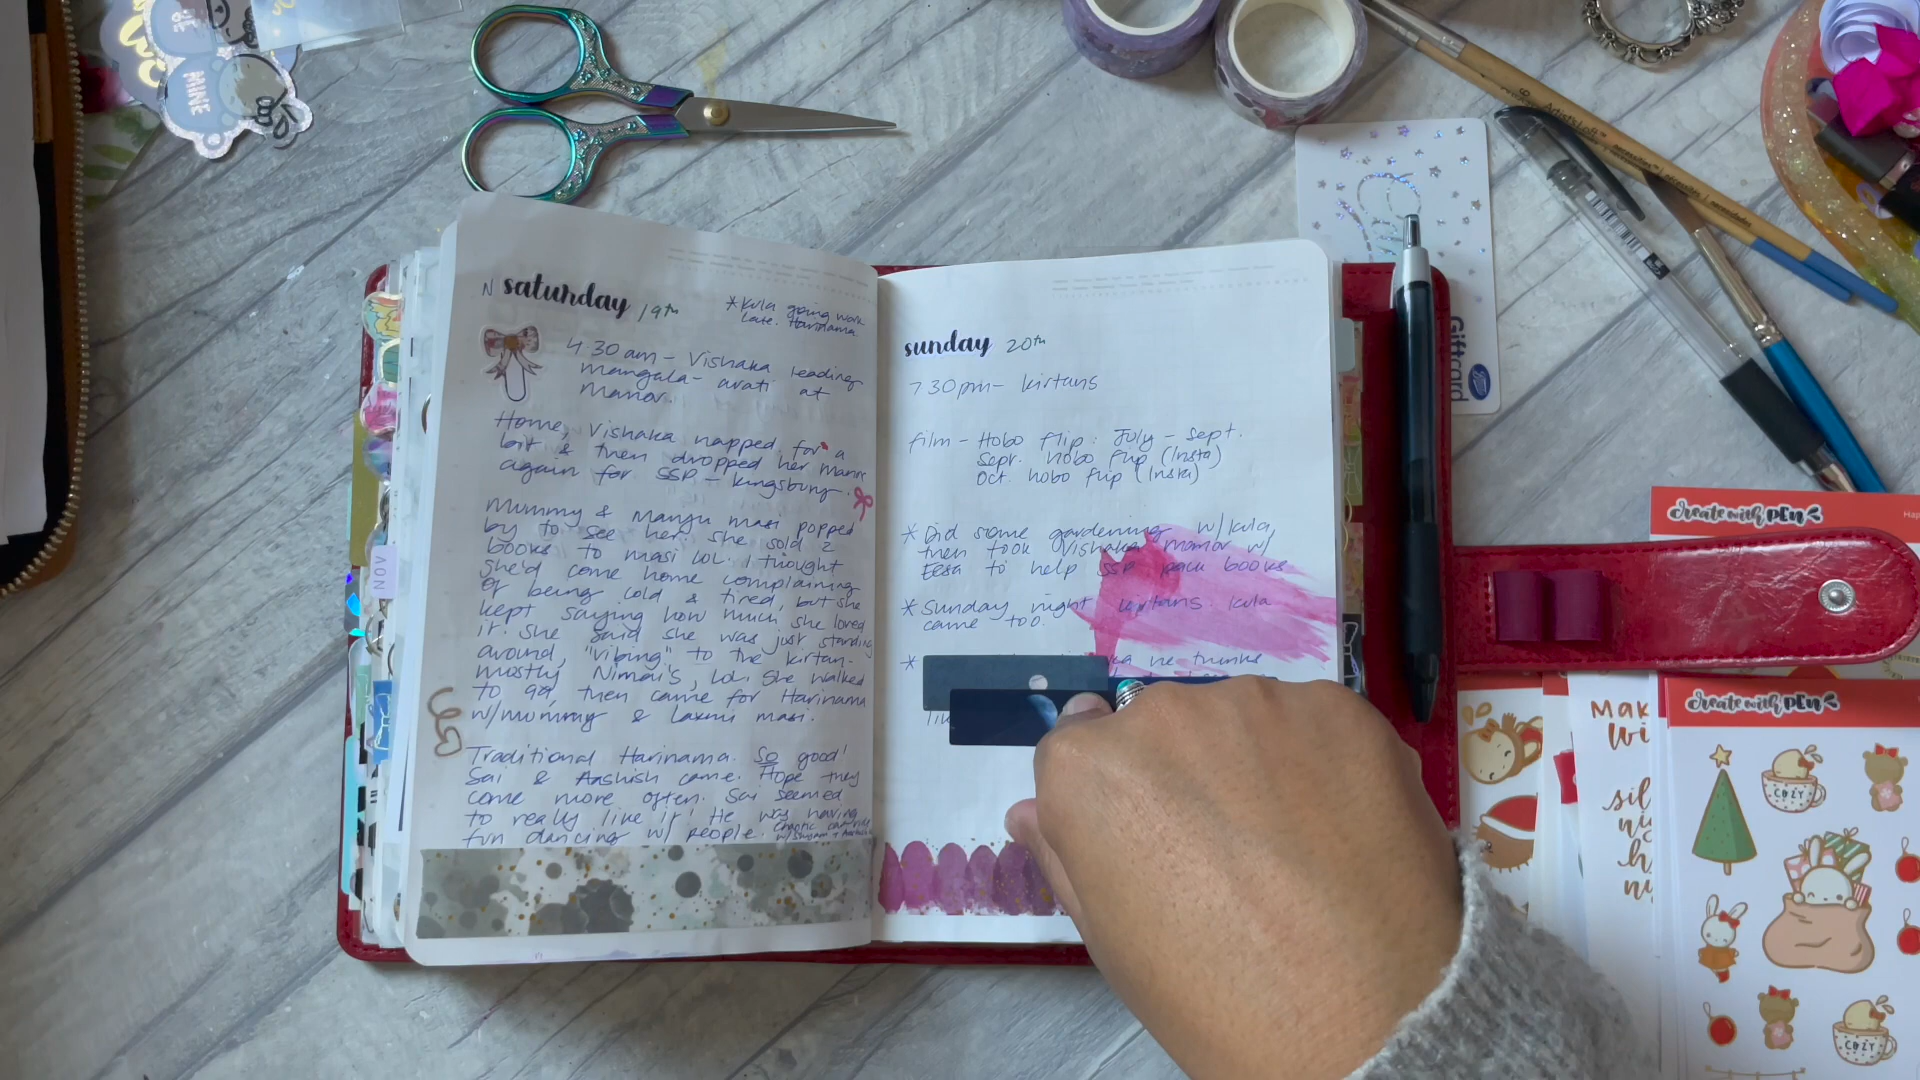 MINE
N saturday 19th
*Kula going work
late. Harinama.
4 30am - Vishaka leading
mangala-arati at
Manor.
Home, Vishaka napped for a
bit & then dropped her manor
again for SSP - Kingsbury.
Mummy & Manju masi popped
by to see her. She sold 2
books to masi LOL. I thought
she'd come home complaining
of being cold & tired, but she
kept saying how much she loved
it. She said she was just standing
around, "vibing" to the kirtan.
mostly Nimai's, LOL. She walked
to ga, then came for Harinama
w/mummy & Laxmi masi.
Traditional Harinama. So good!
Sai & Aashish came. Hope they
come more often. Sai seemed
to really like it! He was having
fun dancing w/ people.
sunday 20th
7 30pm - kirtans
film - Hobo flip: July - Sept.
Sept. hobo flip (Insta)
Oct. hobo flip (Insta)
* Did some gardening w/ Kula,
then took Vishaka manor w/
Eesa to help SSP pack books
* Sunday night kirtans. Kula
came too.
* he thinks
NOV
Giftcard
6 Artist's Loft™
necessities™
create with pen
create with pen
COZY
COZY